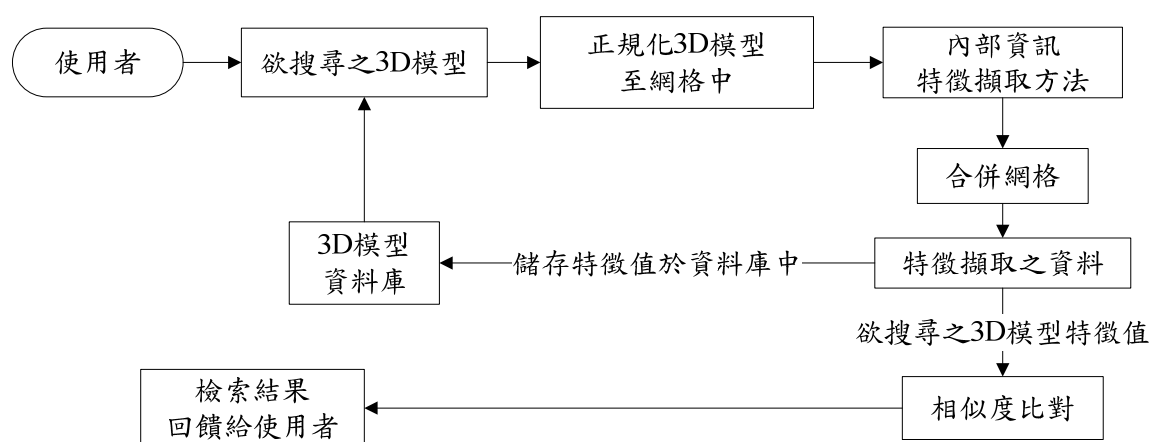 使用者
欲搜尋之3D模型
正規化3D模型
至網格中
內部資訊
特徵擷取方法
合併網格
3D模型
資料庫
儲存特徵值於資料庫中
特徵擷取之資料
欲搜尋之3D模型特徵值
檢索結果
回饋給使用者
相似度比對